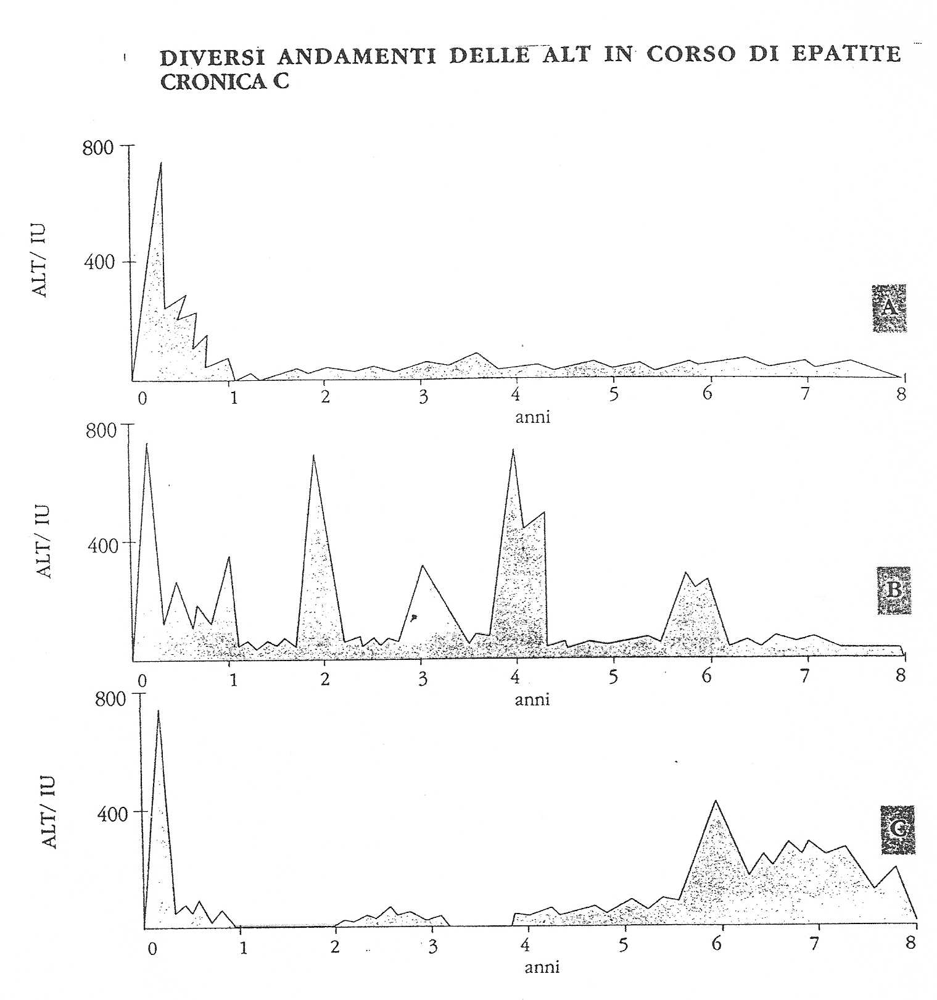 DIVERSI ANDAMENTI DELLE ALT IN CORSO DI EPATITE
CRONICA C
800
400
ALT/ IU
A
0 1 2 3 4 5 6 7 8
anni
800
400
ALT/ IU
B
0 1 2 3 4 5 6 7 8
anni
800
400
ALT/ IU
C
0 1 2 3 4 5 6 7 8
anni